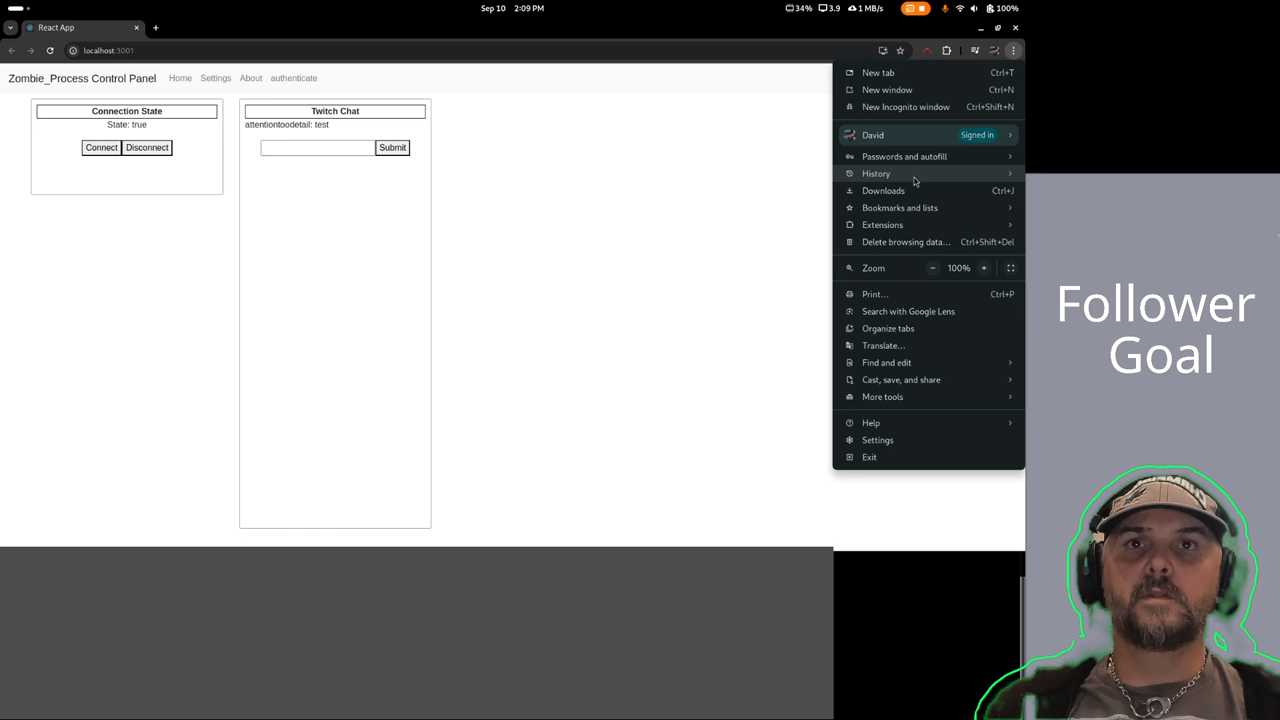 Sep 10 2:09 PM
34% 3.9 1 MB/s 100%
React App
localhost:3001
Zombie_Process Control Panel Home Settings About authenticate
Connection State
State: true
Connect Disconnect
Twitch Chat
attentiontoodetail: test
Submit
New tab Ctrl+T
New window Ctrl+N
New Incognito window Ctrl+Shift+N
David Signed in
Passwords and autofill
History
Downloads Ctrl+J
Bookmarks and lists
Extensions
Delete browsing data... Ctrl+Shift+Del
Zoom − 100% +
Print... Ctrl+P
Search with Google Lens
Organize tabs
Translate...
Find and edit
Cast, save, and share
More tools
Help
Settings
Exit
Follower
Goal